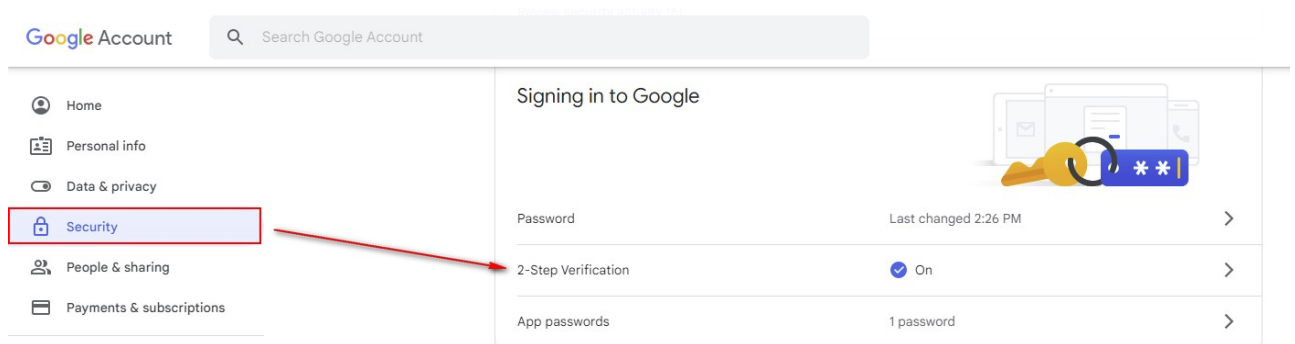 Google Account
Search Google Account
Home
Personal info
Data & privacy
Security
People & sharing
Payments & subscriptions
Signing in to Google
**
Password Last changed 2:26 PM
2-Step Verification On
App passwords 1 password